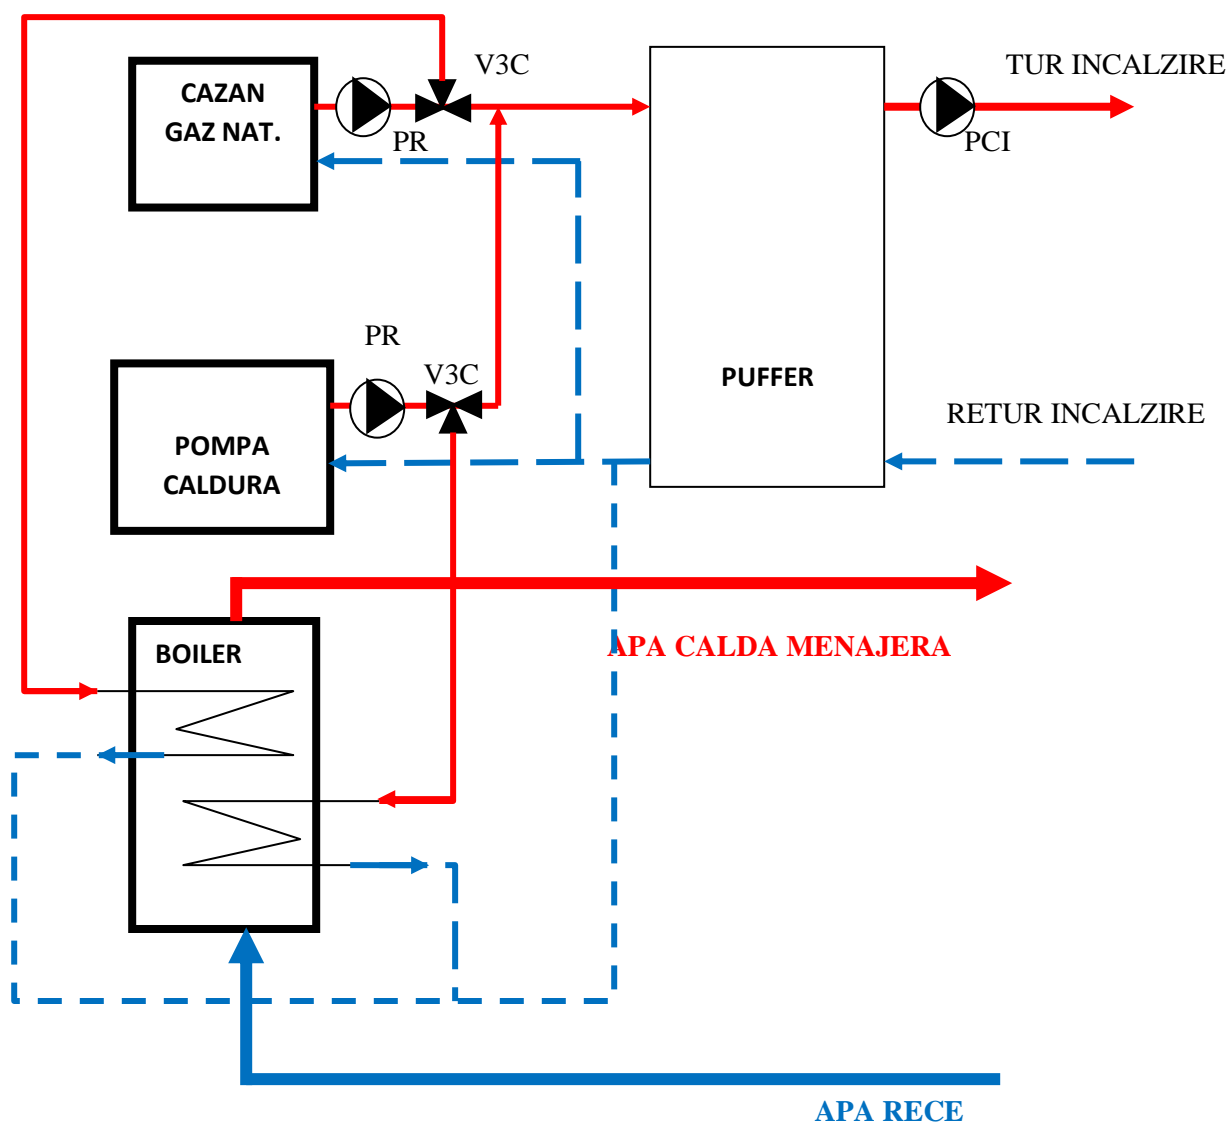 V3C
TUR INCALZIRE
CAZAN
GAZ NAT.
PR
PCI
PR
V3C
PUFFER
RETUR INCALZIRE
POMPA
CALDURA
APA CALDA MENAJERA
BOILER
APA RECE